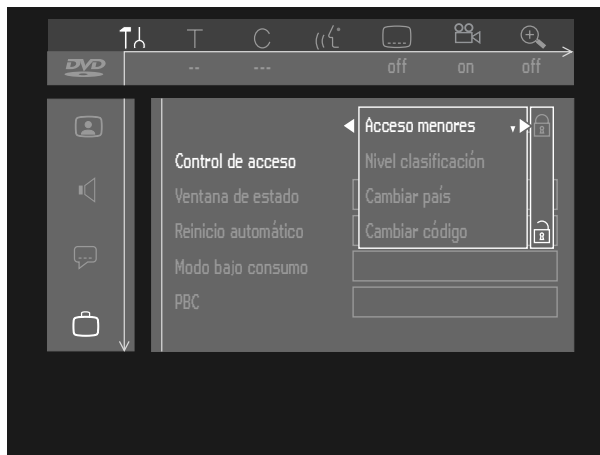 T C
DVD -- --- off on off
Acceso menores
Control de acceso Nivel clasificación
Ventana de estado Cambiar país
Reinicio automático Cambiar código
Modo bajo consumo
PBC